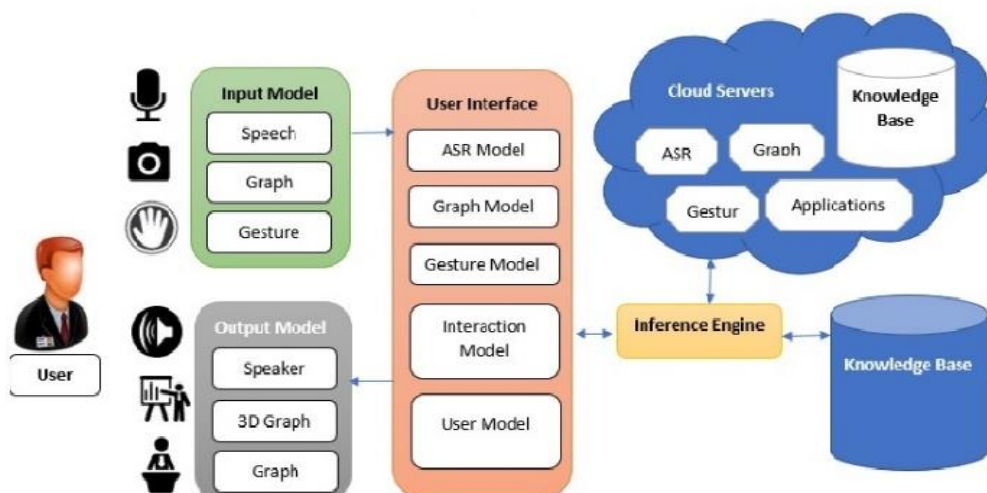 Input Model
Speech
Graph
Gesture
User
Output Model
Speaker
3D Graph
Graph
User Interface
ASR Model
Graph Model
Gesture Model
Interaction
Model
User Model
Cloud Servers
Knowledge
Base
ASR
Graph
Gestur
Applications
Inference Engine
Knowledge Base